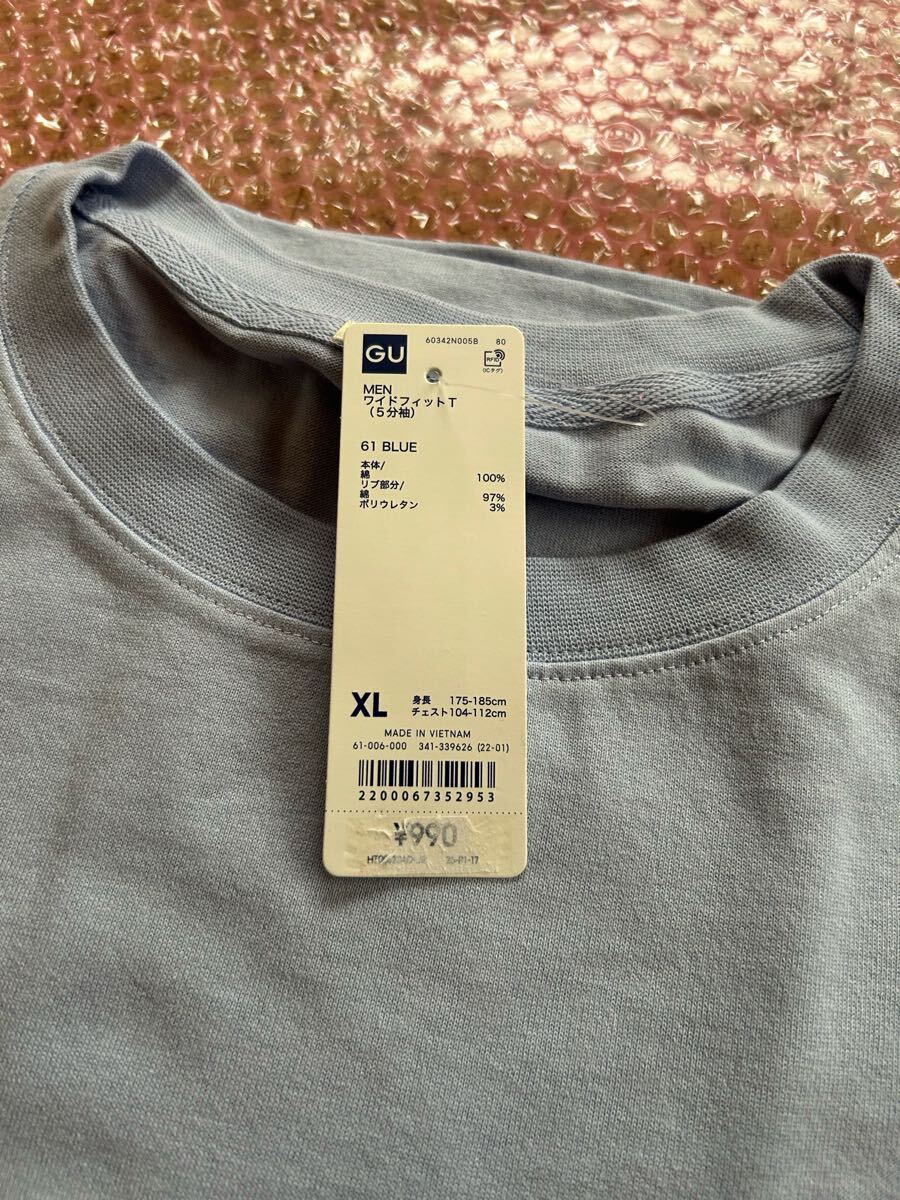 GU
60342N005B 80
RFID
(ICタグ)
MEN
ワイドフィットT
(5分袖)
61 BLUE
本体/
綿 100%
リブ部分/
綿 97%
ポリウレタン 3%
XL 身長 175-185cm
チェスト104-112cm
MADE IN VIETNAM
61-006-000 341-339626 (22-01)
2200067352953
¥990